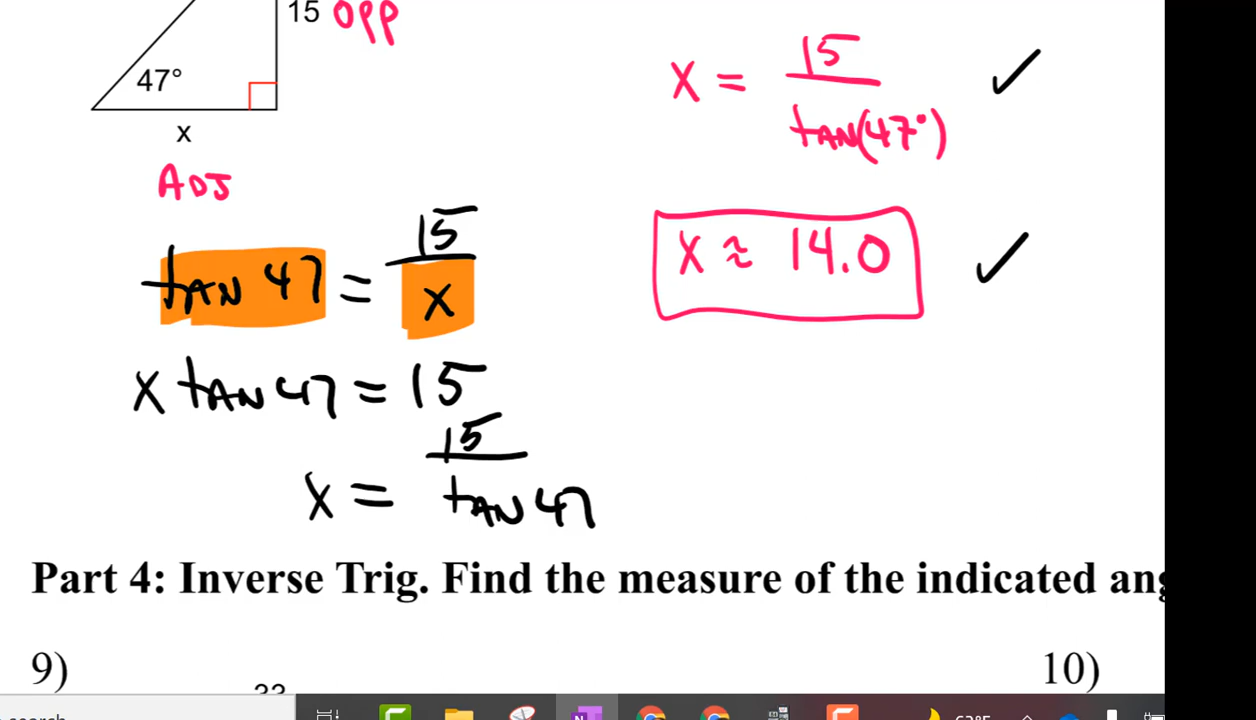 15 OPP
47°
x
ADJ
x = 15 / tan(47°) ✓
x ≈ 14.0 ✓
tan 47 = 15 / x
x tan 47 = 15
x = 15 / tan 47
Part 4: Inverse Trig. Find the measure of the indicated
9)
10)
search